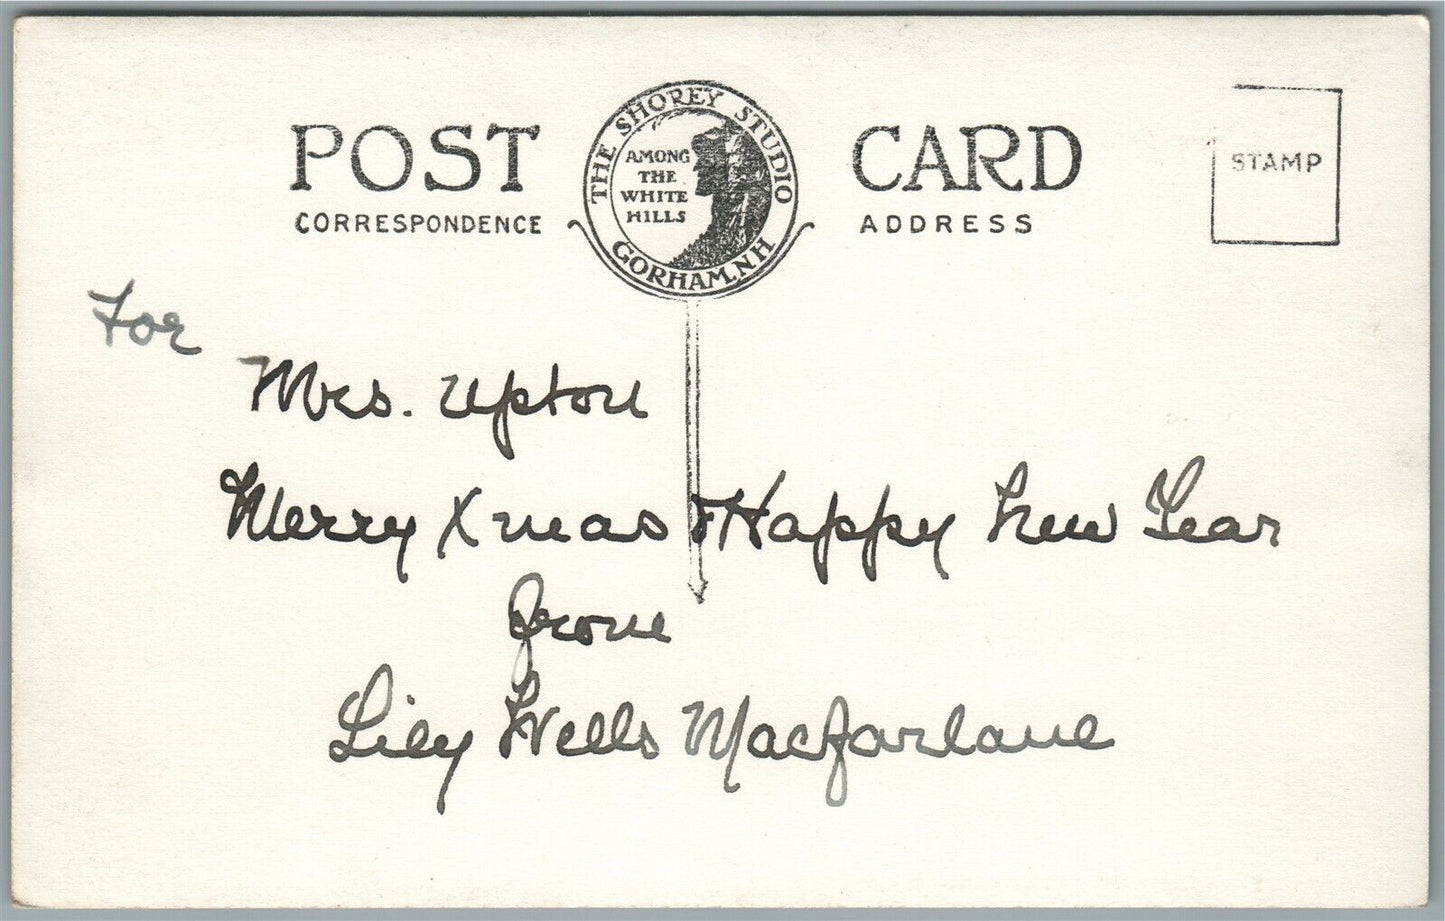 POST CARD
CORRESPONDENCE
ADDRESS
THE SHOREY STUDIO
AMONG
THE
WHITE
HILLS
GORHAM, N.H
STAMP
For
Mrs. Upton
Merry Xmas & Happy New Year
from
Lily Wells Macfarlane